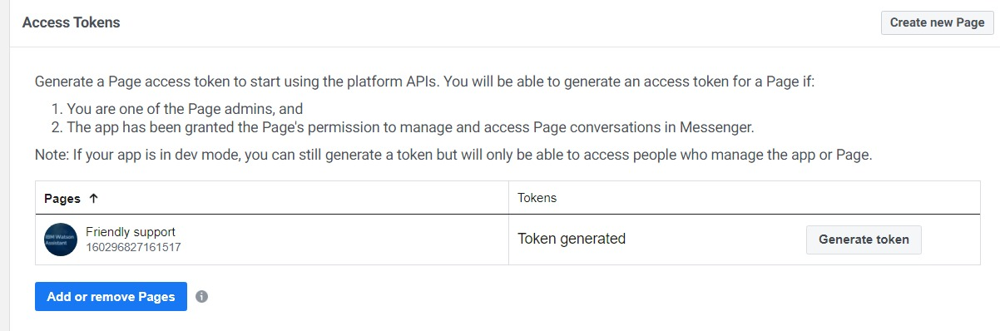 Access Tokens
Create new Page
Generate a Page access token to start using the platform APIs. You will be able to generate an access token for a Page if:
1. You are one of the Page admins, and
2. The app has been granted the Page's permission to manage and access Page conversations in Messenger.
Note: If your app is in dev mode, you can still generate a token but will only be able to access people who manage the app or Page.
Pages ↑
Tokens
IBM Watson
Assistant
Friendly support
160296827161517
Token generated
Generate token
Add or remove Pages
i